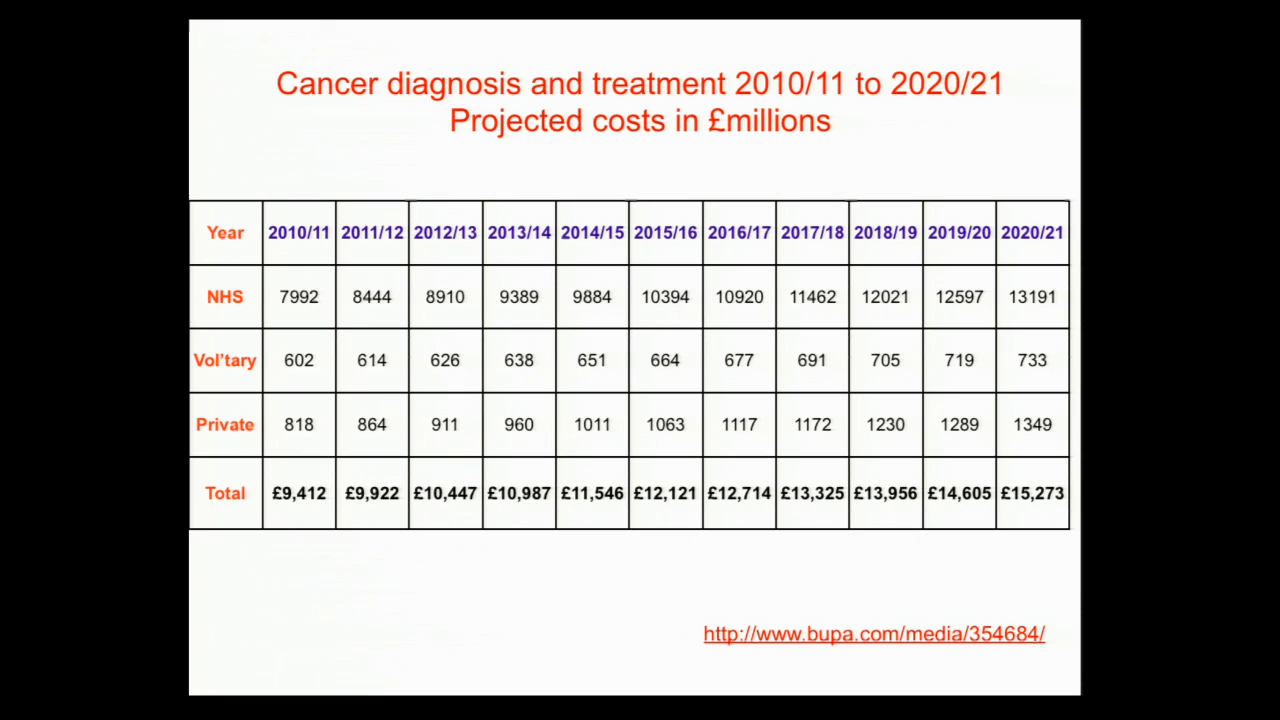 Cancer diagnosis and treatment 2010/11 to 2020/21
Projected costs in £millions
Year 2010/11 2011/12 2012/13 2013/14 2014/15 2015/16 2016/17 2017/18 2018/19 2019/20 2020/21
NHS 7992 8444 8910 9389 9884 10394 10920 11462 12021 12597 13191
Vol'tary 602 614 626 638 651 664 677 691 705 719 733
Private 818 864 911 960 1011 1063 1117 1172 1230 1289 1349
Total £9,412 £9,922 £10,447 £10,987 £11,546 £12,121 £12,714 £13,325 £13,956 £14,605 £15,273
http://www.bupa.com/media/354684/